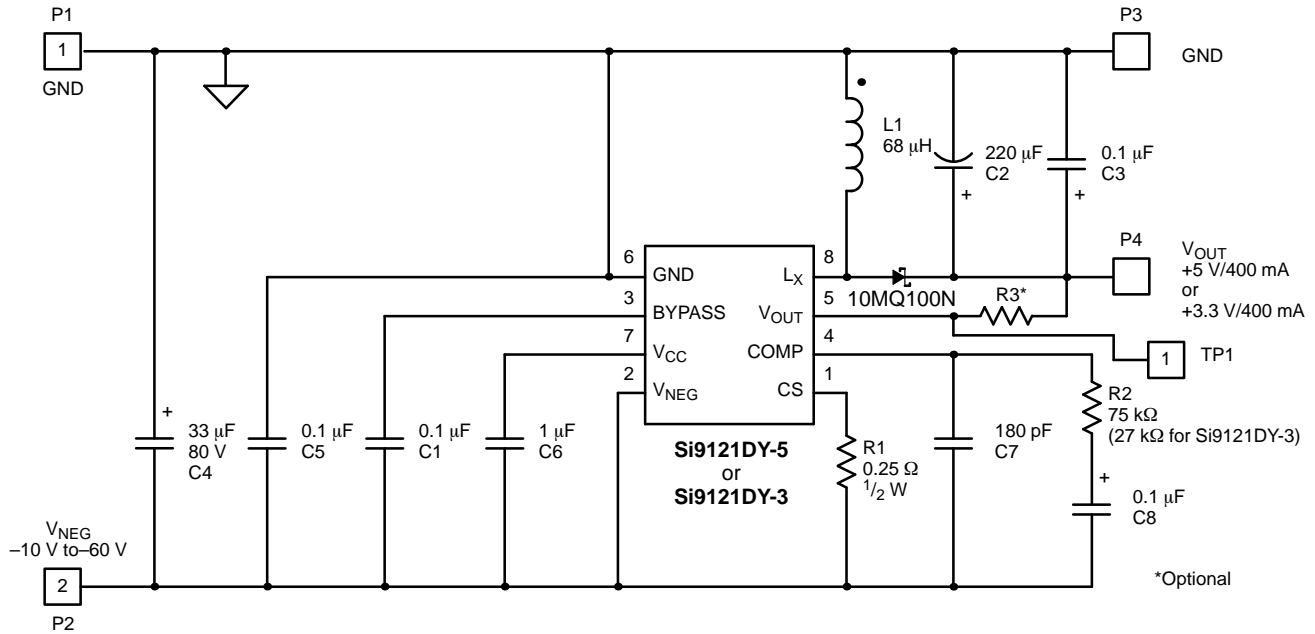 P1
1
GND
P3
GND
L1
68 μH
220 μF
C2
+
0.1 μF
C3
+
P4
VOUT
+5 V/400 mA
or
+3.3 V/400 mA
6
GND
3
BYPASS
7
VCC
2
VNEG
8
LX
5
VOUT
4
COMP
1
CS
10MQ100N
R3*
1
TP1
Si9121DY-5
or
Si9121DY-3
+
33 μF
80 V
C4
0.1 μF
C5
0.1 μF
C1
1 μF
C6
R1
0.25 Ω
1/2 W
180 pF
C7
R2
75 kΩ
(27 kΩ for Si9121DY-3)
+
0.1 μF
C8
VNEG
–10 V to–60 V
2
P2
*Optional